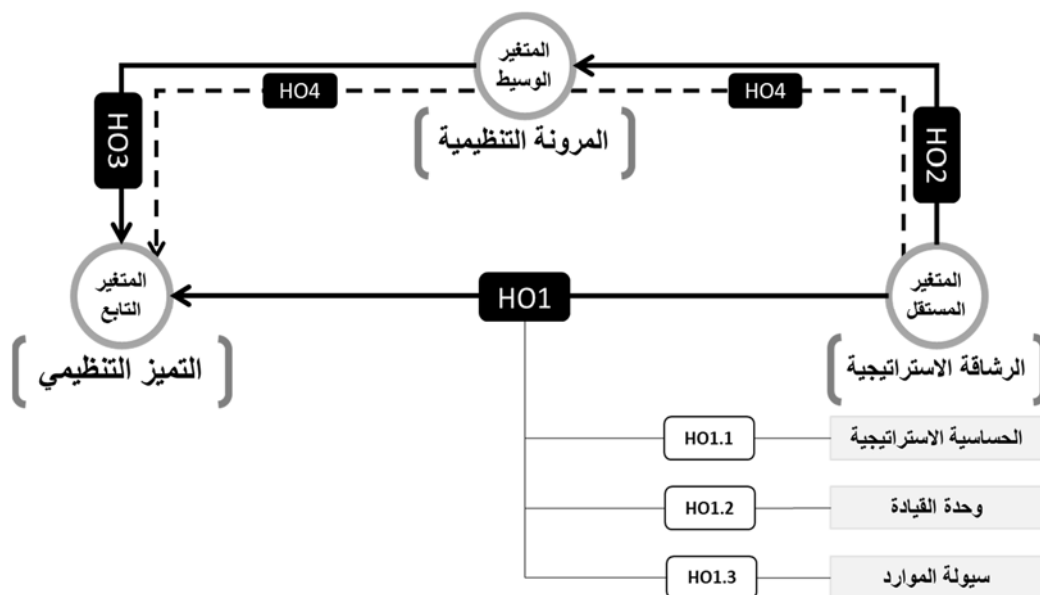 المتغير
الوسيط
HO4
HO4
المرونة التنظيمية
HO2
HO3
المتغير
المستقل
HO1
المتغير
التابع
الرشاقة الاستراتيجية
التميز التنظيمي
الحساسية الاستراتيجية
HO1.1
وحدة القيادة
HO1.2
سيولة الموارد
HO1.3